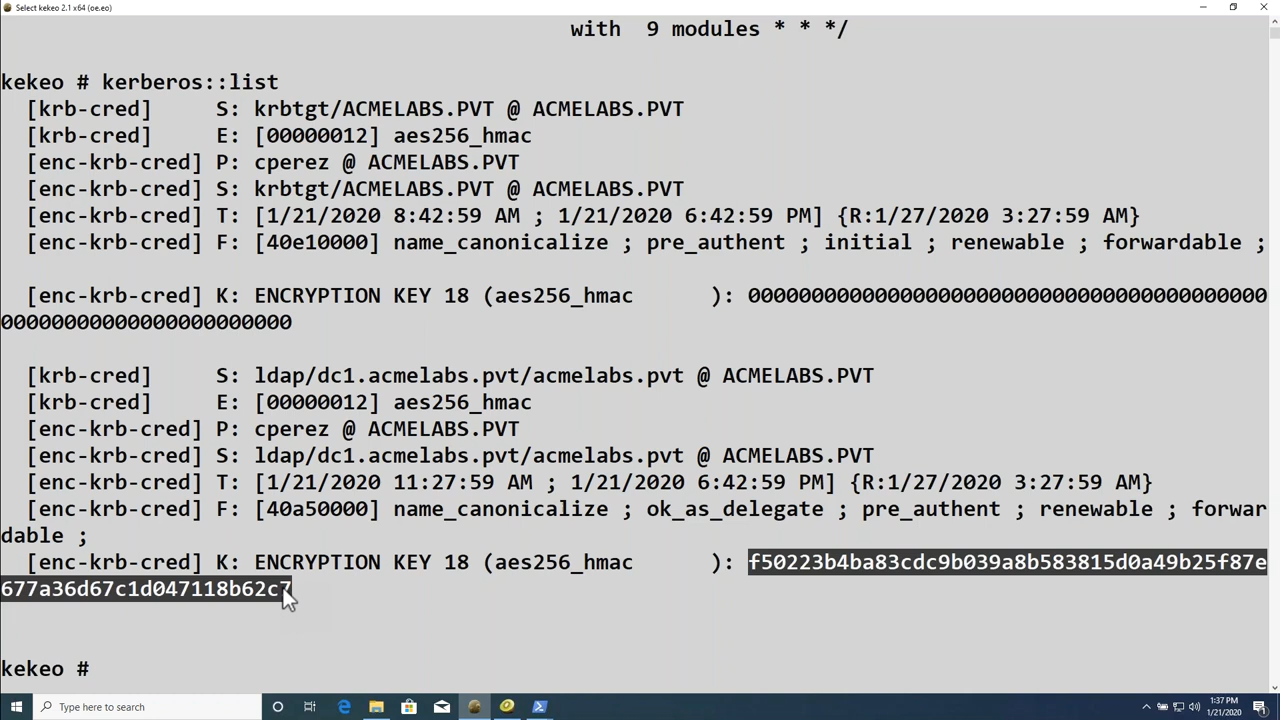 Select kekeo 2.1 x64 (oe.eo)
with  9 modules * * */
kekeo # kerberos::list
[krb-cred]     S: krbtgt/ACMELABS.PVT @ ACMELABS.PVT
[krb-cred]     E: [00000012] aes256_hmac
[enc-krb-cred] P: cperez @ ACMELABS.PVT
[enc-krb-cred] S: krbtgt/ACMELABS.PVT @ ACMELABS.PVT
[enc-krb-cred] T: [1/21/2020 8:42:59 AM ; 1/21/2020 6:42:59 PM] {R:1/27/2020 3:27:59 AM}
[enc-krb-cred] F: [40e10000] name_canonicalize ; pre_authent ; initial ; renewable ; forwardable ;
[enc-krb-cred] K: ENCRYPTION KEY 18 (aes256_hmac      ): 00000000000000000000000000000000000000000
00000000000000000000000
[krb-cred]     S: ldap/dc1.acmelabs.pvt/acmelabs.pvt @ ACMELABS.PVT
[krb-cred]     E: [00000012] aes256_hmac
[enc-krb-cred] P: cperez @ ACMELABS.PVT
[enc-krb-cred] S: ldap/dc1.acmelabs.pvt/acmelabs.pvt @ ACMELABS.PVT
[enc-krb-cred] T: [1/21/2020 11:27:59 AM ; 1/21/2020 6:42:59 PM] {R:1/27/2020 3:27:59 AM}
[enc-krb-cred] F: [40a50000] name_canonicalize ; ok_as_delegate ; pre_authent ; renewable ; forwar
dable ;
[enc-krb-cred] K: ENCRYPTION KEY 18 (aes256_hmac      ): f50223b4ba83cdc9b039a8b583815d0a49b25f87e
677a36d67c1d047118b62c7
kekeo #
Type here to search
1:37 PM
1/21/2020
1